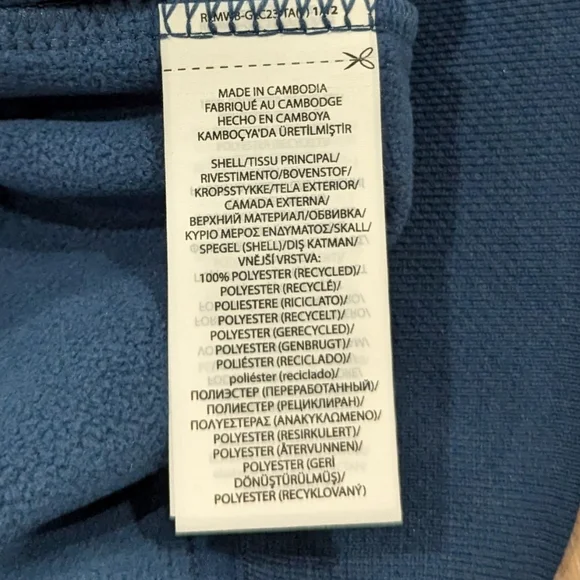 MADE IN CAMBODIA
FABRIQUÉ AU CAMBODGE
HECHO EN CAMBOYA
KAMBOÇYA'DA ÜRETİLMİŞTİR
SHELL/TISSU PRINCIPAL/
RIVESTIMENTO/BOVENSTOF/
KROPSSTYKKE/TELA EXTERIOR/
CAMADA EXTERNA/
ВЕРХНИЙ МАТЕРИАЛ/ОБВИВКА/
ΚΥΡΙΟ ΜΕΡΟΣ ΕΝΔΥΜΑΤΟΣ/SKALL/
SPEGEL (SHELL)/DIŞ KATMAN/
VNĚJŠÍ VRSTVA:
100% POLYESTER (RECYCLED)/
POLYESTER (RECYCLÉ)/
POLIESTERE (RICICLATO)/
POLYESTER (RECYCELT)/
POLYESTER (GERECYCLED)/
POLYESTER (GENBRUGT)/
POLIÉSTER (RECICLADO)/
poliéster (reciclado)/
ПОЛИЭСТЕР (ПЕРЕРАБОТАННЫЙ)/
ПОЛИЕСТЕР (РЕЦИКЛИРАН)/
ΠΟΛΥΕΣΤΕΡΑΣ (ΑΝΑΚΥΚΛΩΜΕΝΟ)/
POLYESTER (RESIRKULERT)/
POLYESTER (ÅTERVUNNEN)/
POLYESTER (GERİ
DÖNÜŞTÜRÜLMÜŞ)/
POLYESTER (RECYKLOVANÝ)